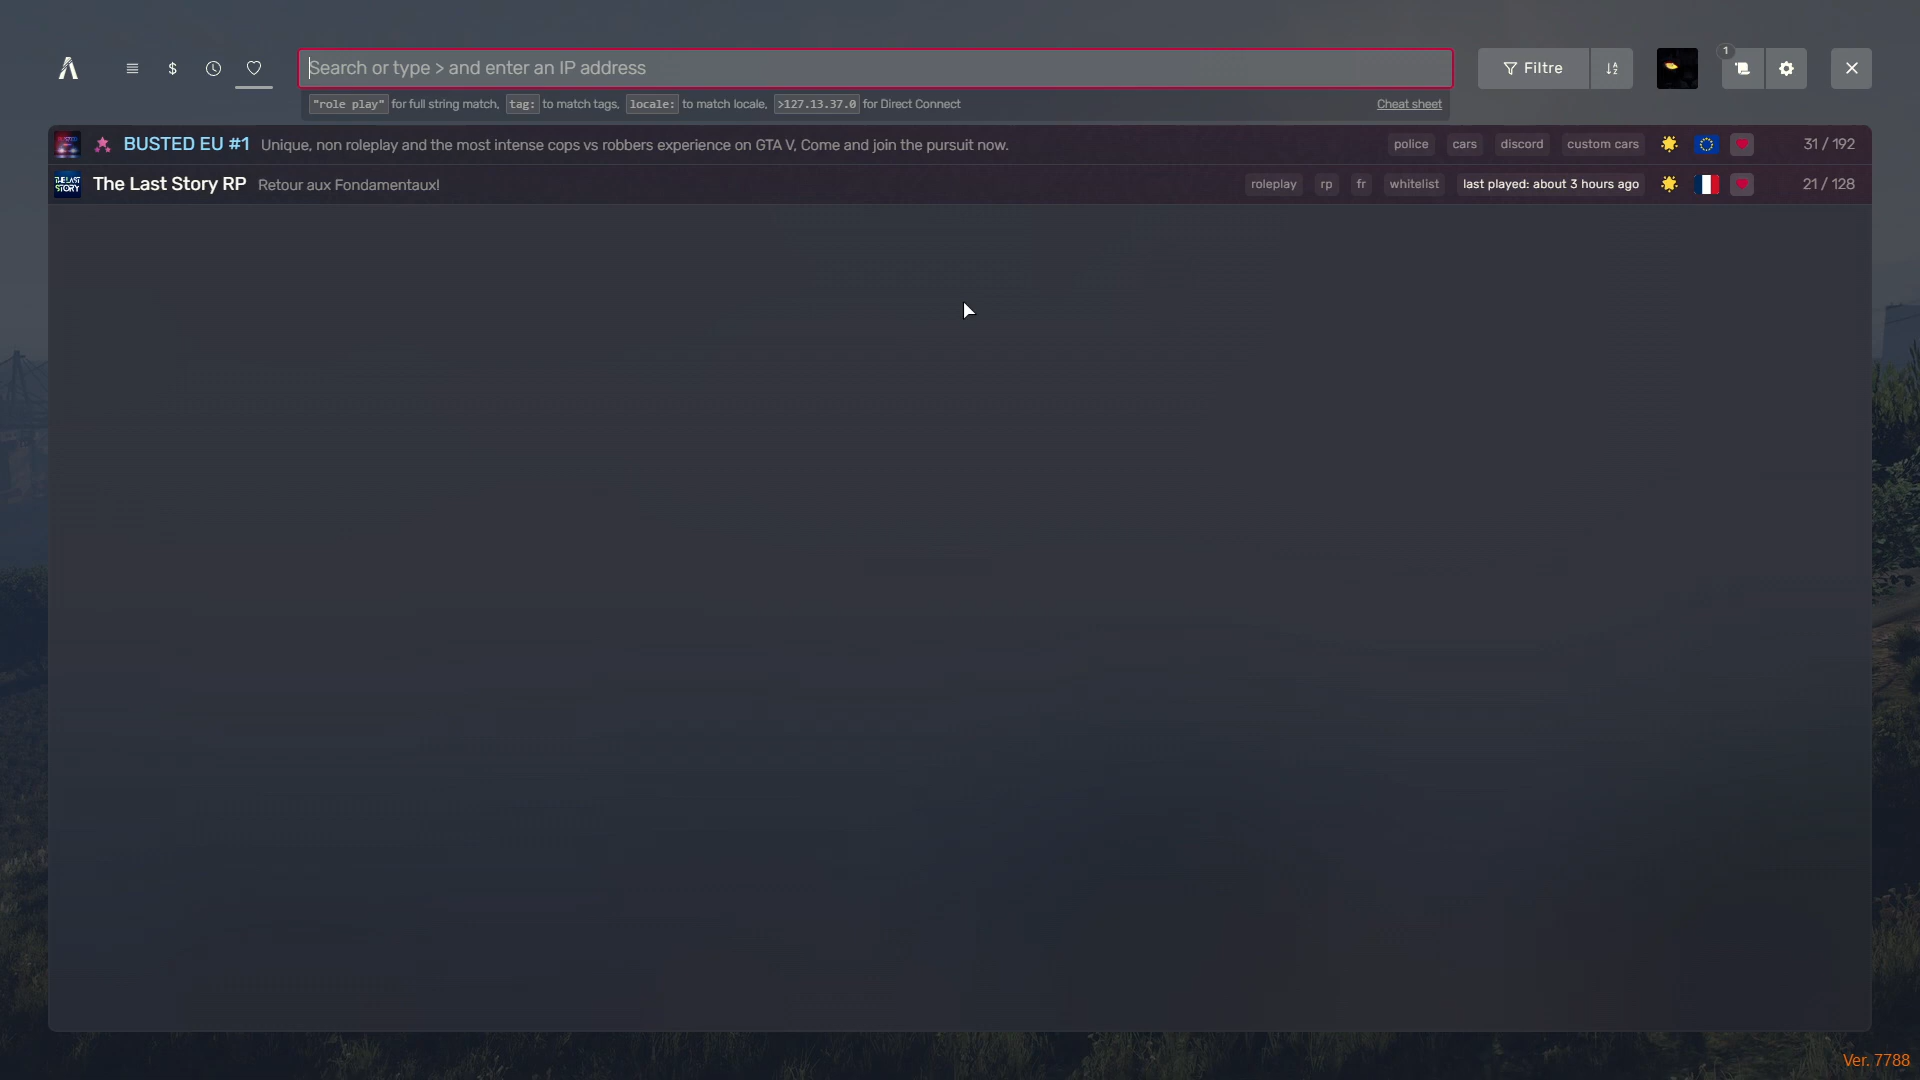 $
Search or type > and enter an IP address
Filtre
1
"role play" for full string match, tag: to match tags, locale: to match locale, >127.13.37.0 for Direct Connect
Cheat sheet
BUSTED EU #1 Unique, non roleplay and the most intense cops vs robbers experience on GTA V, Come and join the pursuit now. police cars discord custom cars 31 / 192
THE LAST STORY The Last Story RP Retour aux Fondamentaux! roleplay rp fr whitelist last played: about 3 hours ago 21 / 128
Ver. 7788